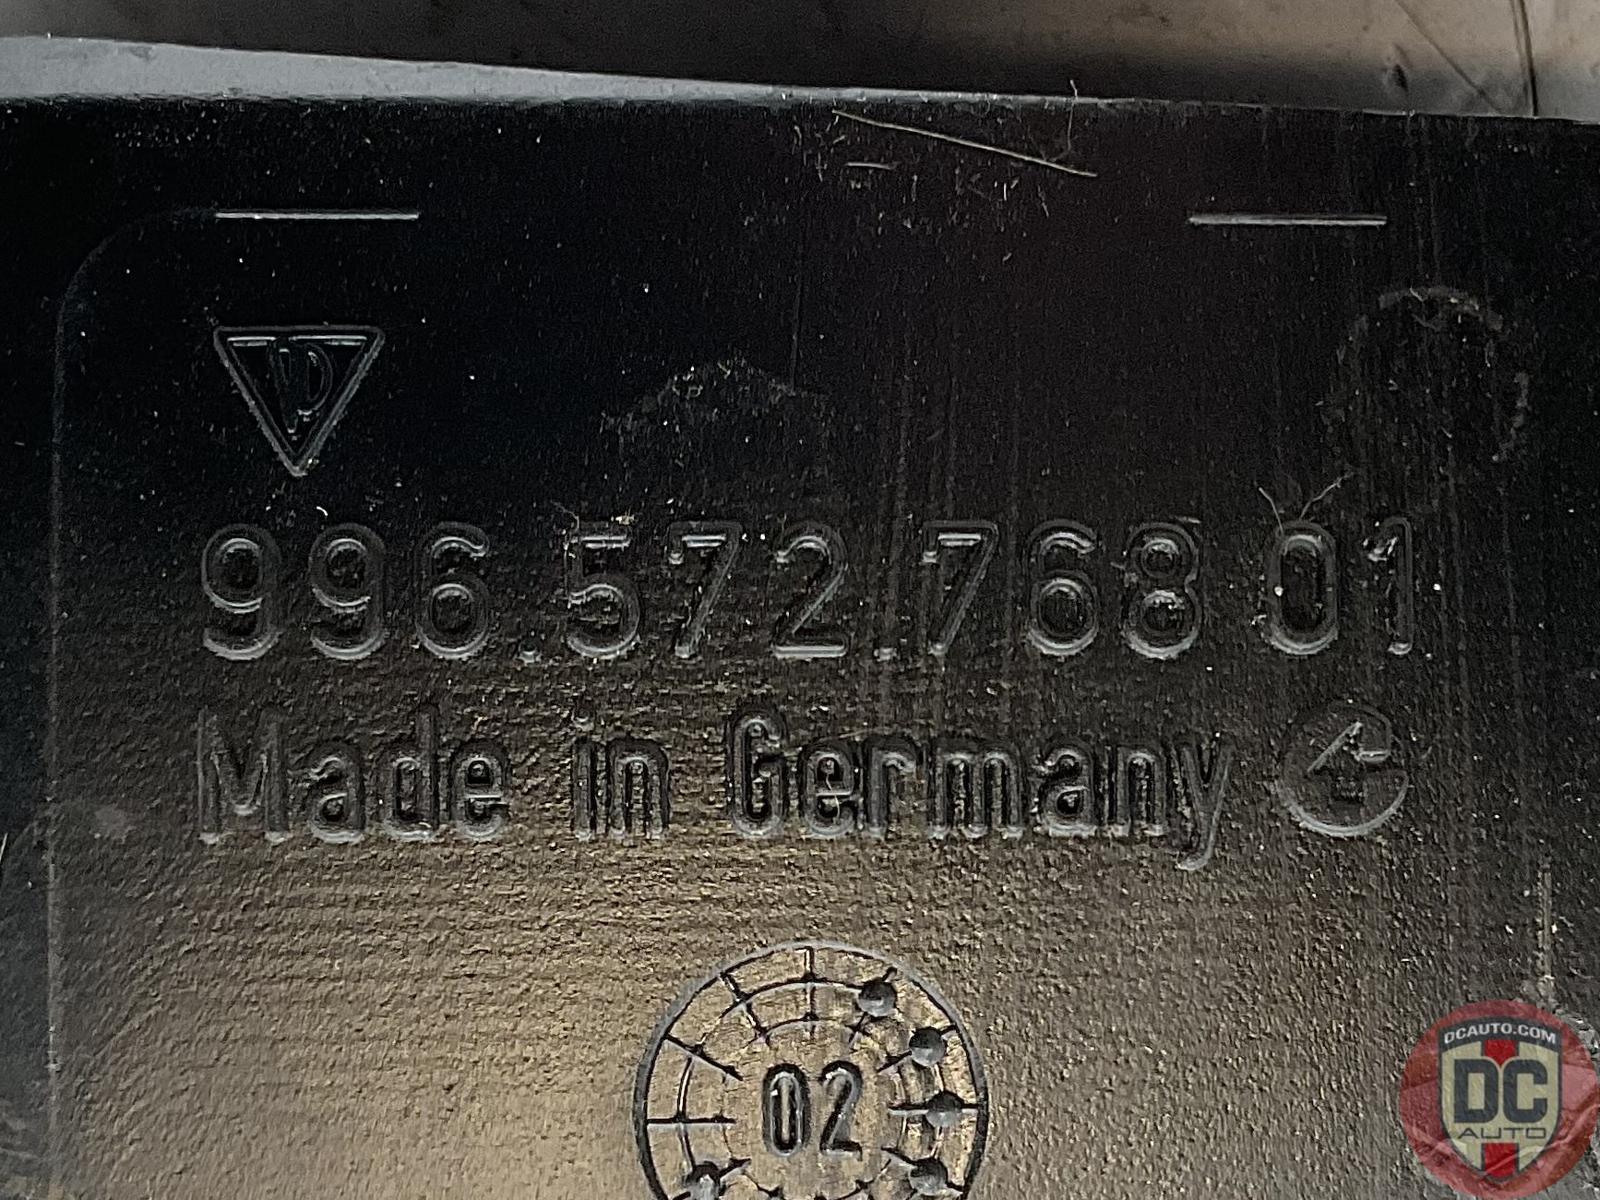 996.572.768 01
Made in Germany
02
DCAUTO.COM
DC
AUTO